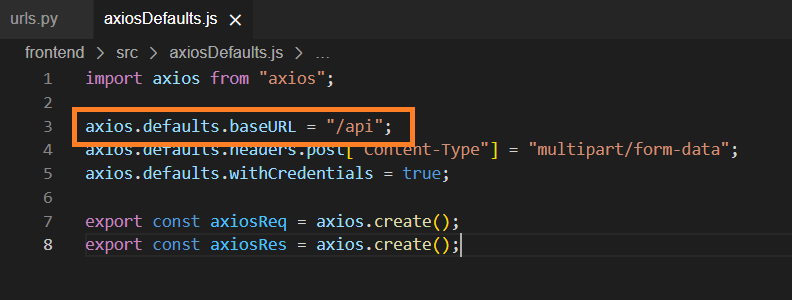 urls.py
axiosDefaults.js ×
frontend > src > axiosDefaults.js > ...
1 import axios from "axios";
2
3 axios.defaults.baseURL = "/api";
4 axios.defaults.headers.post["Content-Type"] = "multipart/form-data";
5 axios.defaults.withCredentials = true;
6
7 export const axiosReq = axios.create();
8 export const axiosRes = axios.create();